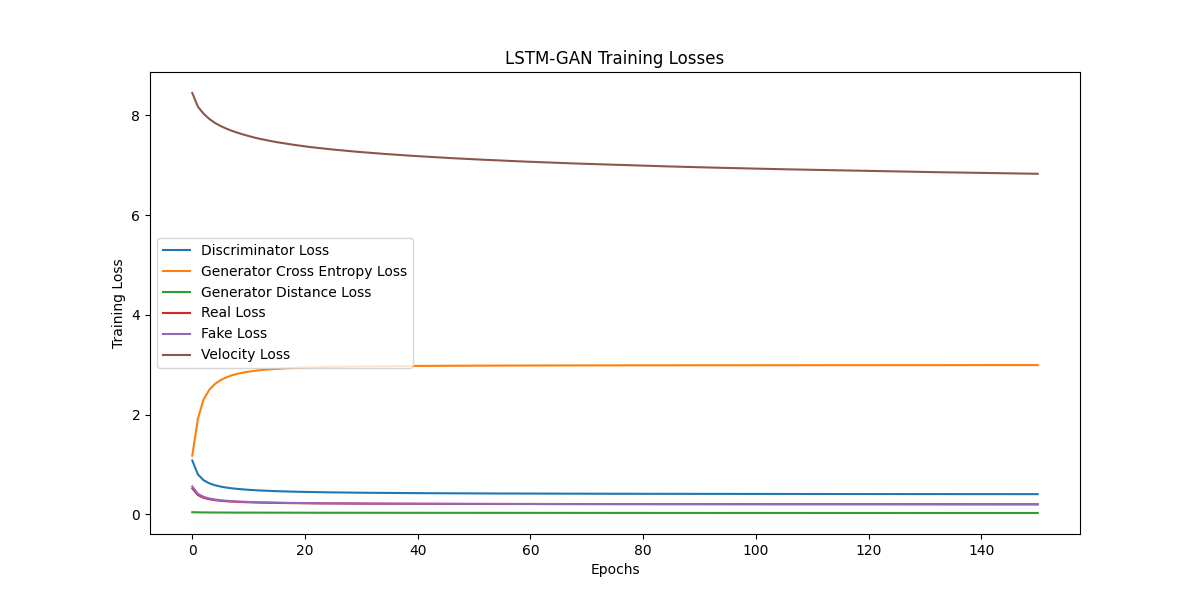 LSTM-GAN Training Losses
Training Loss
8
6
4
2
0
Discriminator Loss
Generator Cross Entropy Loss
Generator Distance Loss
Real Loss
Fake Loss
Velocity Loss
0 20 40 60 80 100 120 140
Epochs